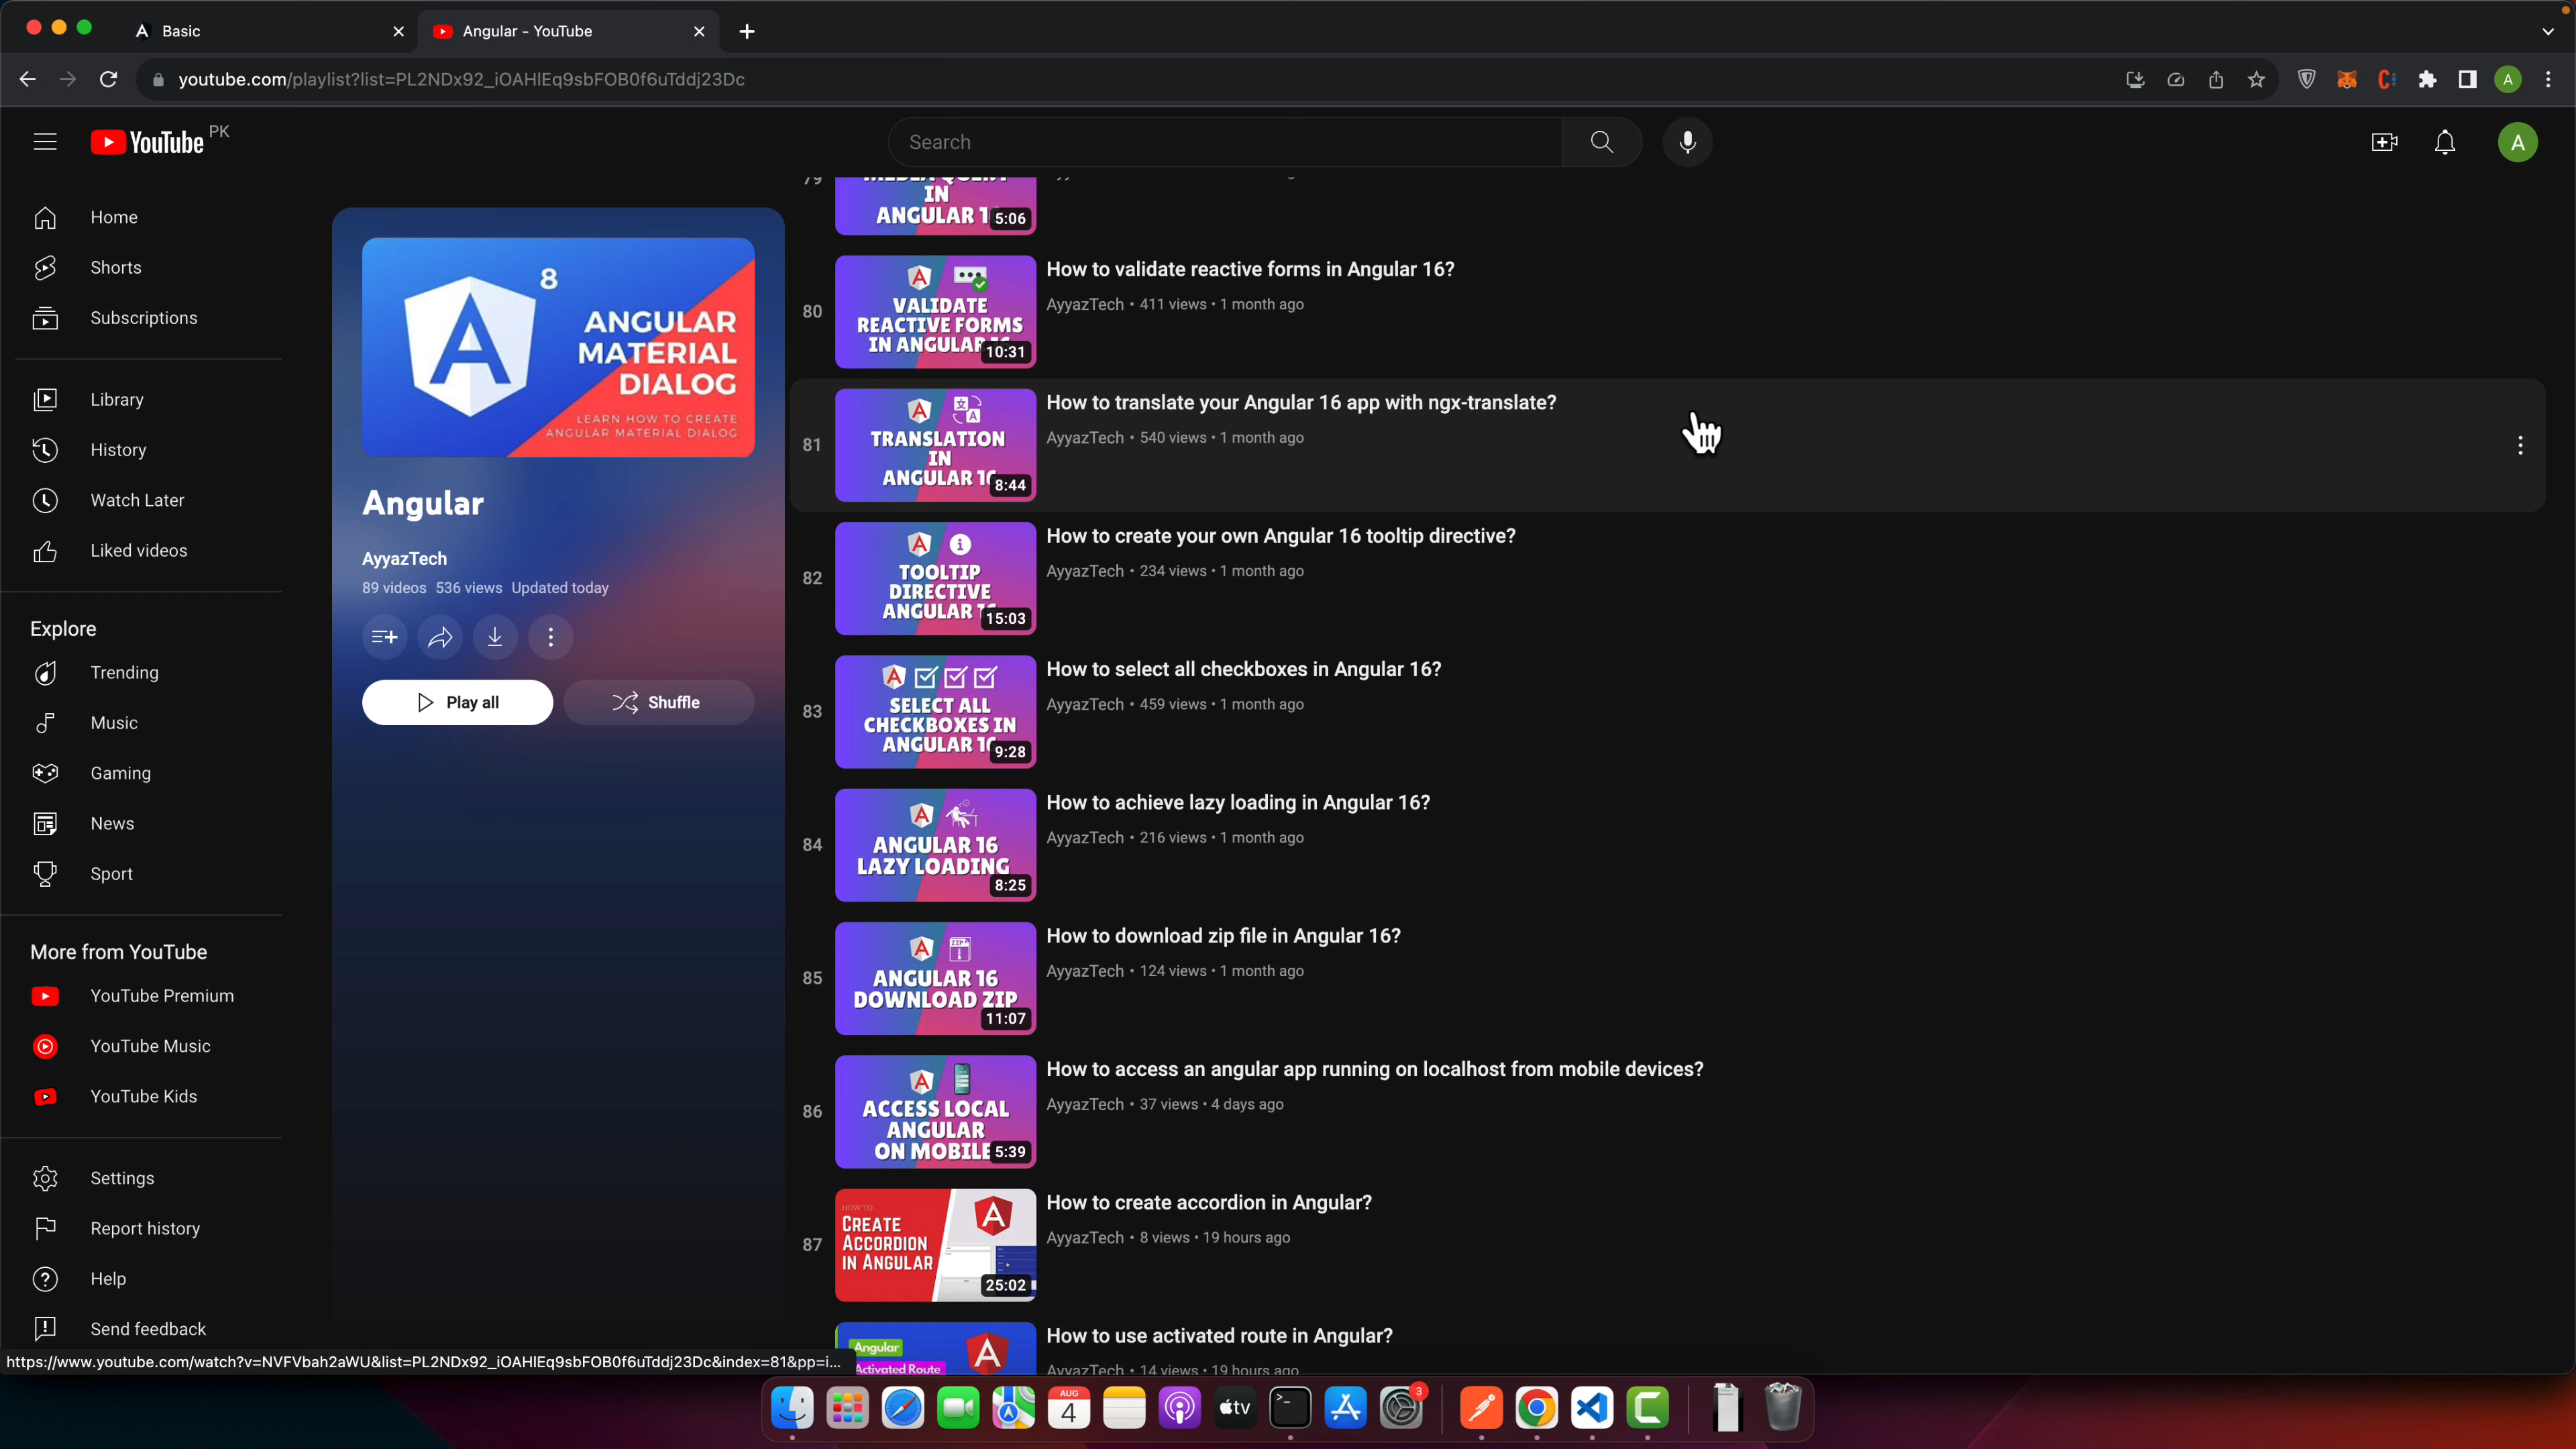 Basic
Angular - YouTube
youtube.com/playlist?list=PL2NDx92_iOAHlEq9sbFOB0f6uTddj23Dc
A
YouTube PK
Search
A
Home
Shorts
Subscriptions
Library
History
Watch Later
Liked videos
Explore
Trending
Music
Gaming
News
Sport
More from YouTube
YouTube Premium
YouTube Music
YouTube Kids
Settings
Report history
Help
Send feedback
8
ANGULAR
MATERIAL
DIALOG
LEARN HOW TO CREATE
ANGULAR MATERIAL DIALOG
Angular
AyyazTech
89 videos 536 views Updated today
Play all
Shuffle
79
IN
ANGULAR 1
5:06
80
VALIDATE
REACTIVE FORMS
IN ANGULAR
10:31
How to validate reactive forms in Angular 16?
AyyazTech • 411 views • 1 month ago
81
TRANSLATION
IN
ANGULAR 16
8:44
How to translate your Angular 16 app with ngx-translate?
AyyazTech • 540 views • 1 month ago
82
TOOLTIP
DIRECTIVE
ANGULAR
15:03
How to create your own Angular 16 tooltip directive?
AyyazTech • 234 views • 1 month ago
83
SELECT ALL
CHECKBOXES IN
ANGULAR 16
9:28
How to select all checkboxes in Angular 16?
AyyazTech • 459 views • 1 month ago
84
ANGULAR 16
LAZY LOADING
8:25
How to achieve lazy loading in Angular 16?
AyyazTech • 216 views • 1 month ago
85
ZIP
ANGULAR 16
DOWNLOAD ZIP
11:07
How to download zip file in Angular 16?
AyyazTech • 124 views • 1 month ago
86
ACCESS LOCAL
ANGULAR
ON MOBILE
5:39
How to access an angular app running on localhost from mobile devices?
AyyazTech • 37 views • 4 days ago
87
HOW TO
CREATE
ACCORDION
IN ANGULAR
25:02
How to create accordion in Angular?
AyyazTech • 8 views • 19 hours ago
Angular
Activated Route
How to use activated route in Angular?
AyyazTech • 14 views • 19 hours ago
https://www.youtube.com/watch?v=NVFVbah2aWU&list=PL2NDx92_iOAHlEq9sbFOB0f6uTddj23Dc&index=81&pp=i...
AUG
4
tv
3